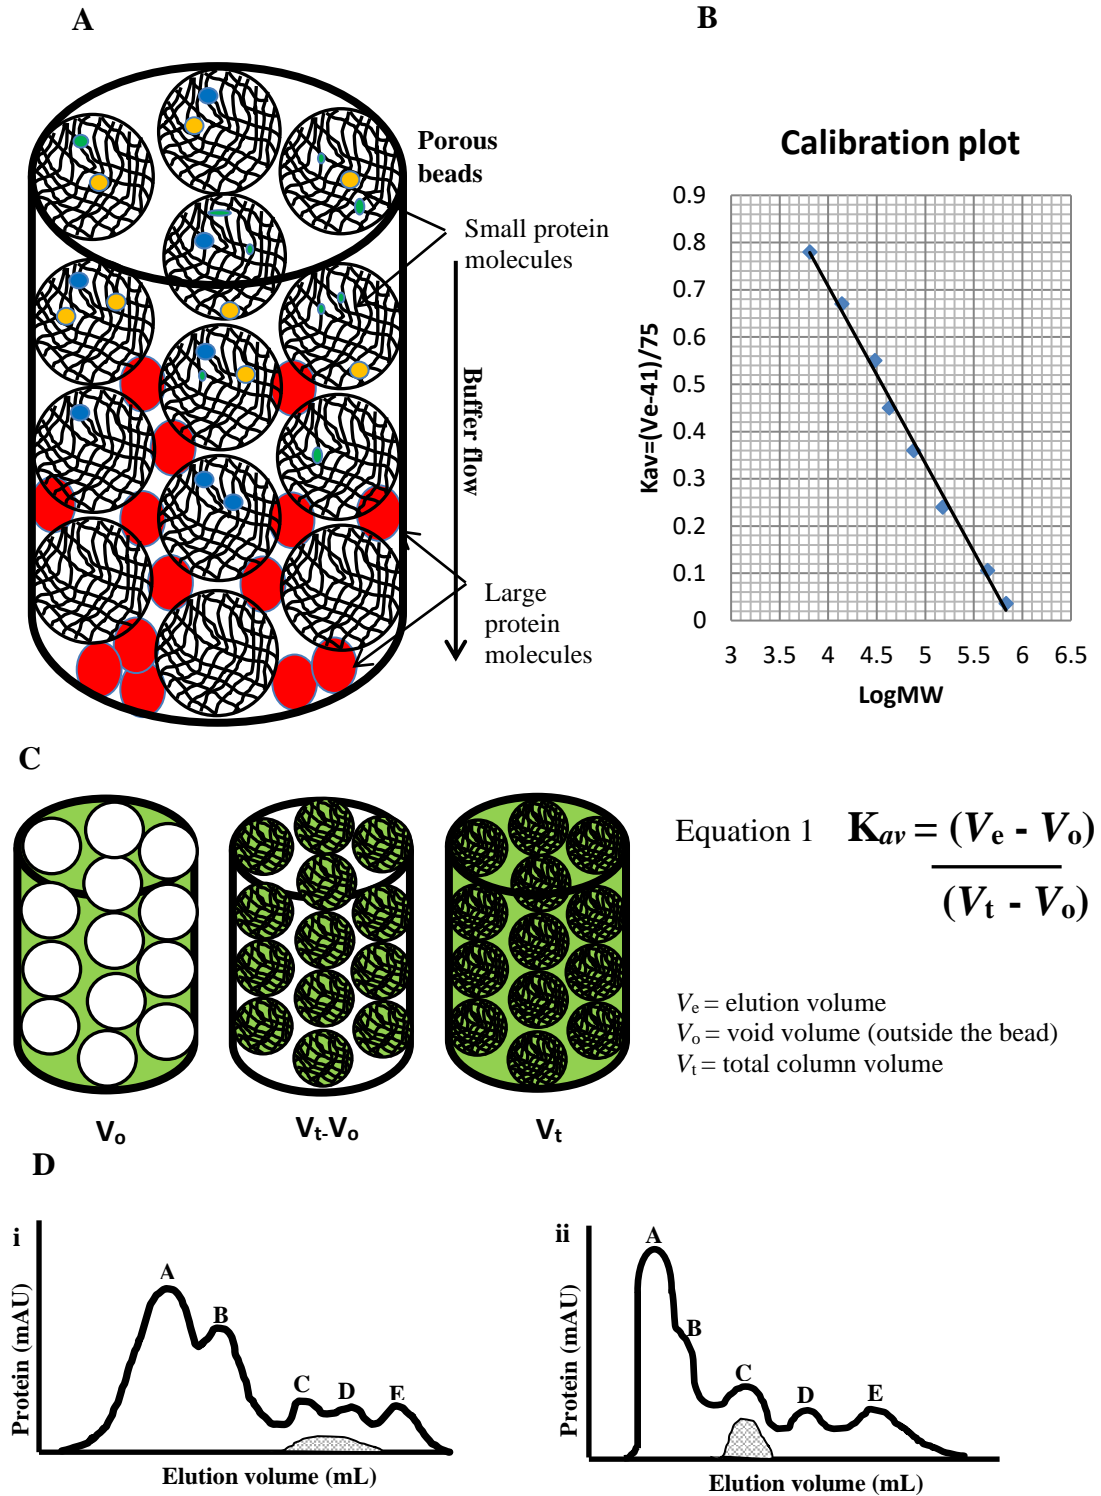 A
Porous
beads
Small protein
molecules
Buffer flow
Large
protein
molecules
B
Calibration plot
0.9
0.8
0.7
0.6
0.5
0.4
0.3
0.2
0.1
0
Kav=(Ve-41)/75
3 3.5 4 4.5 5 5.5 6 6.5
LogMW
C
Vo
Vt-Vo
Vt
Equation 1 Kav = (Ve - Vo)
(Vt - Vo)
Ve = elution volume
Vo = void volume (outside the bead)
Vt = total column volume
D
i
Protein (mAU)
A
B
C
D
E
Elution volume (mL)
ii
Protein (mAU)
A
B
C
D
E
Elution volume (mL)